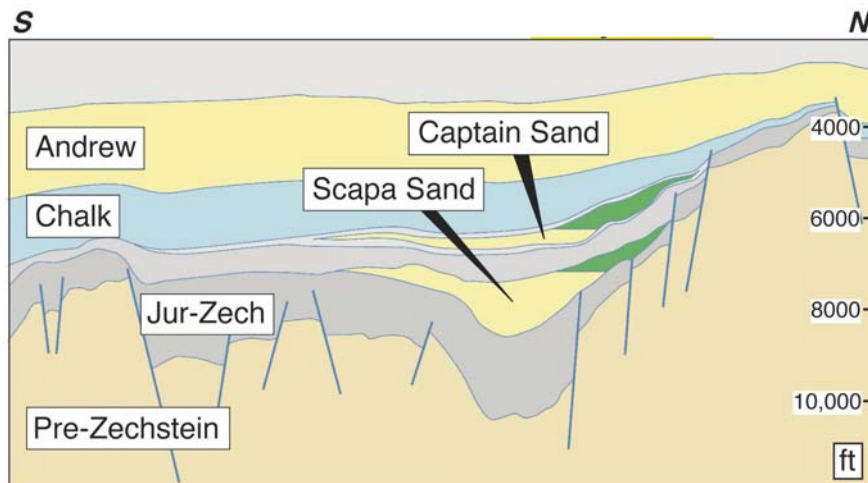 S
N
Andrew
Captain Sand
4000
Scapa Sand
Chalk
6000
Jur-Zech
8000
10,000
Pre-Zechstein
ft